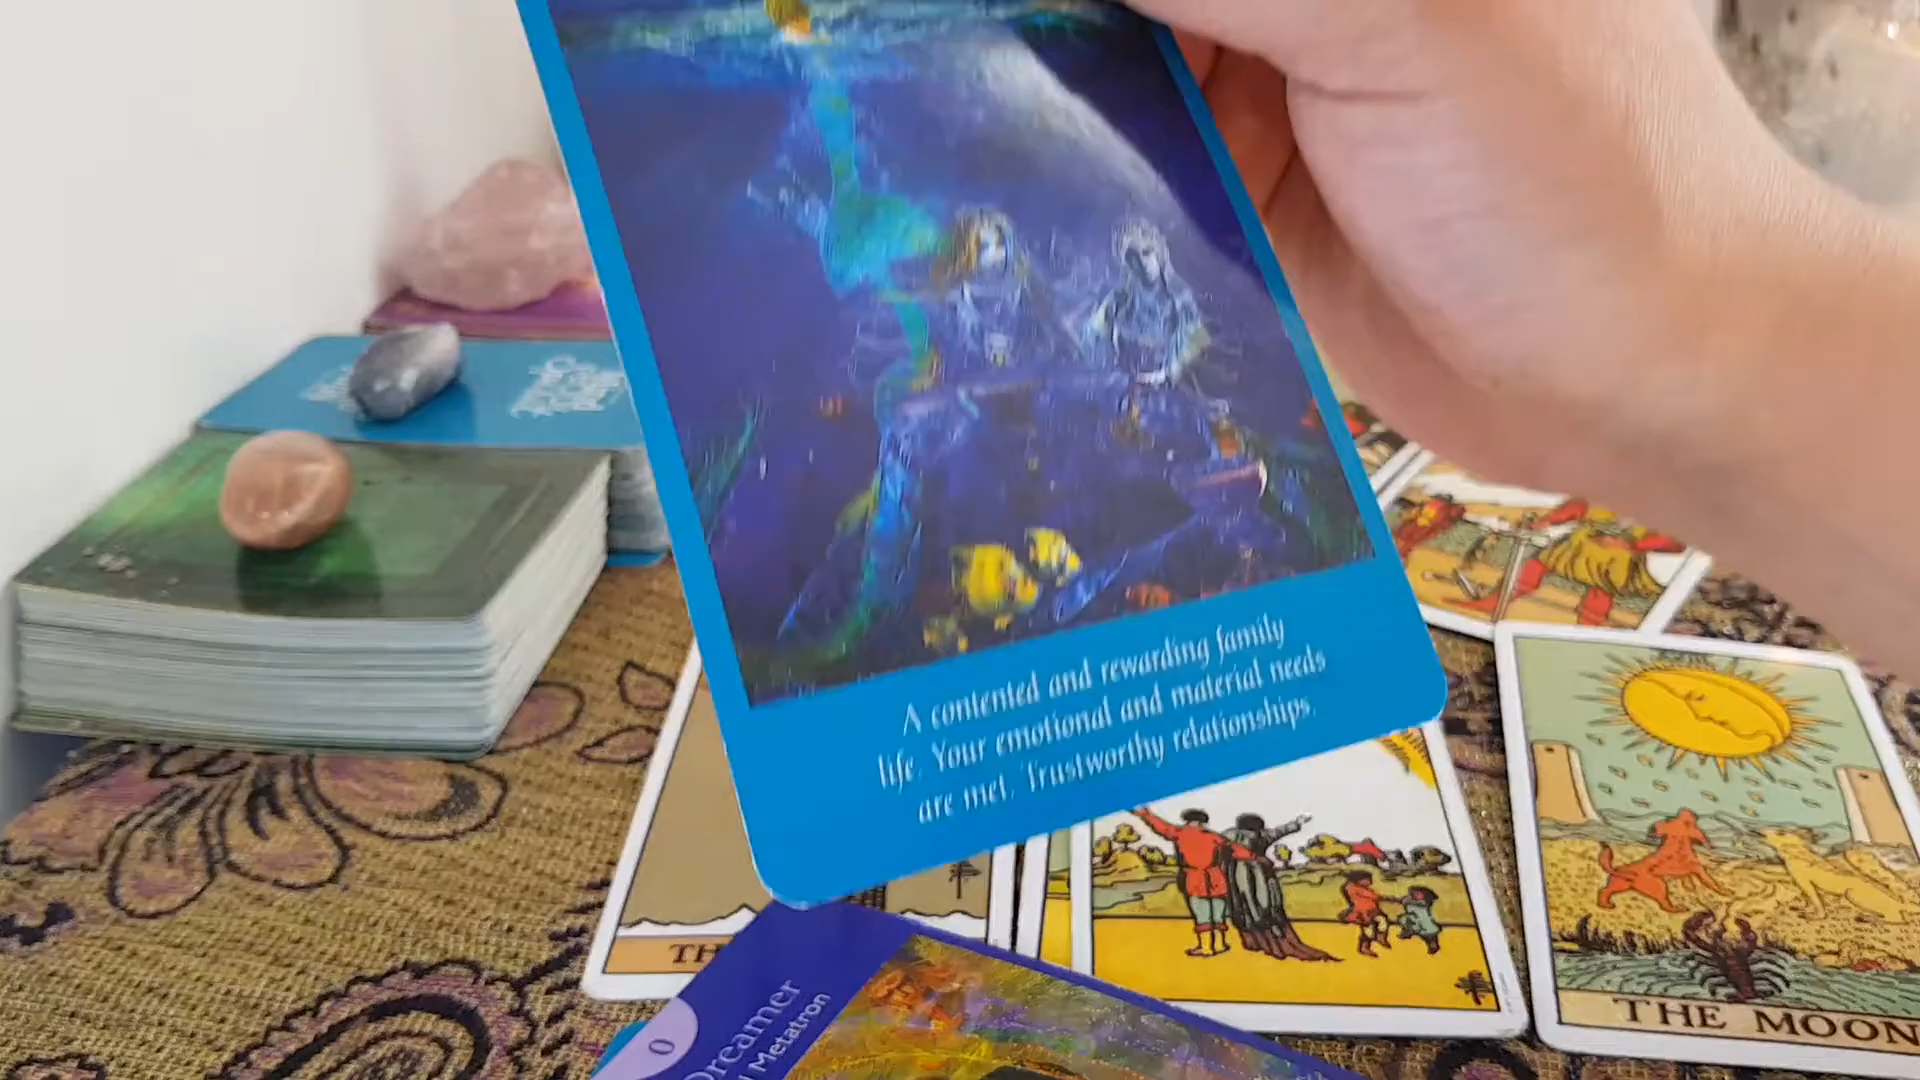 A contented and rewarding family
life. Your emotional and material needs
are met. Trustworthy relationships.
TH
THE MOON
0
Dreamer
Metatron